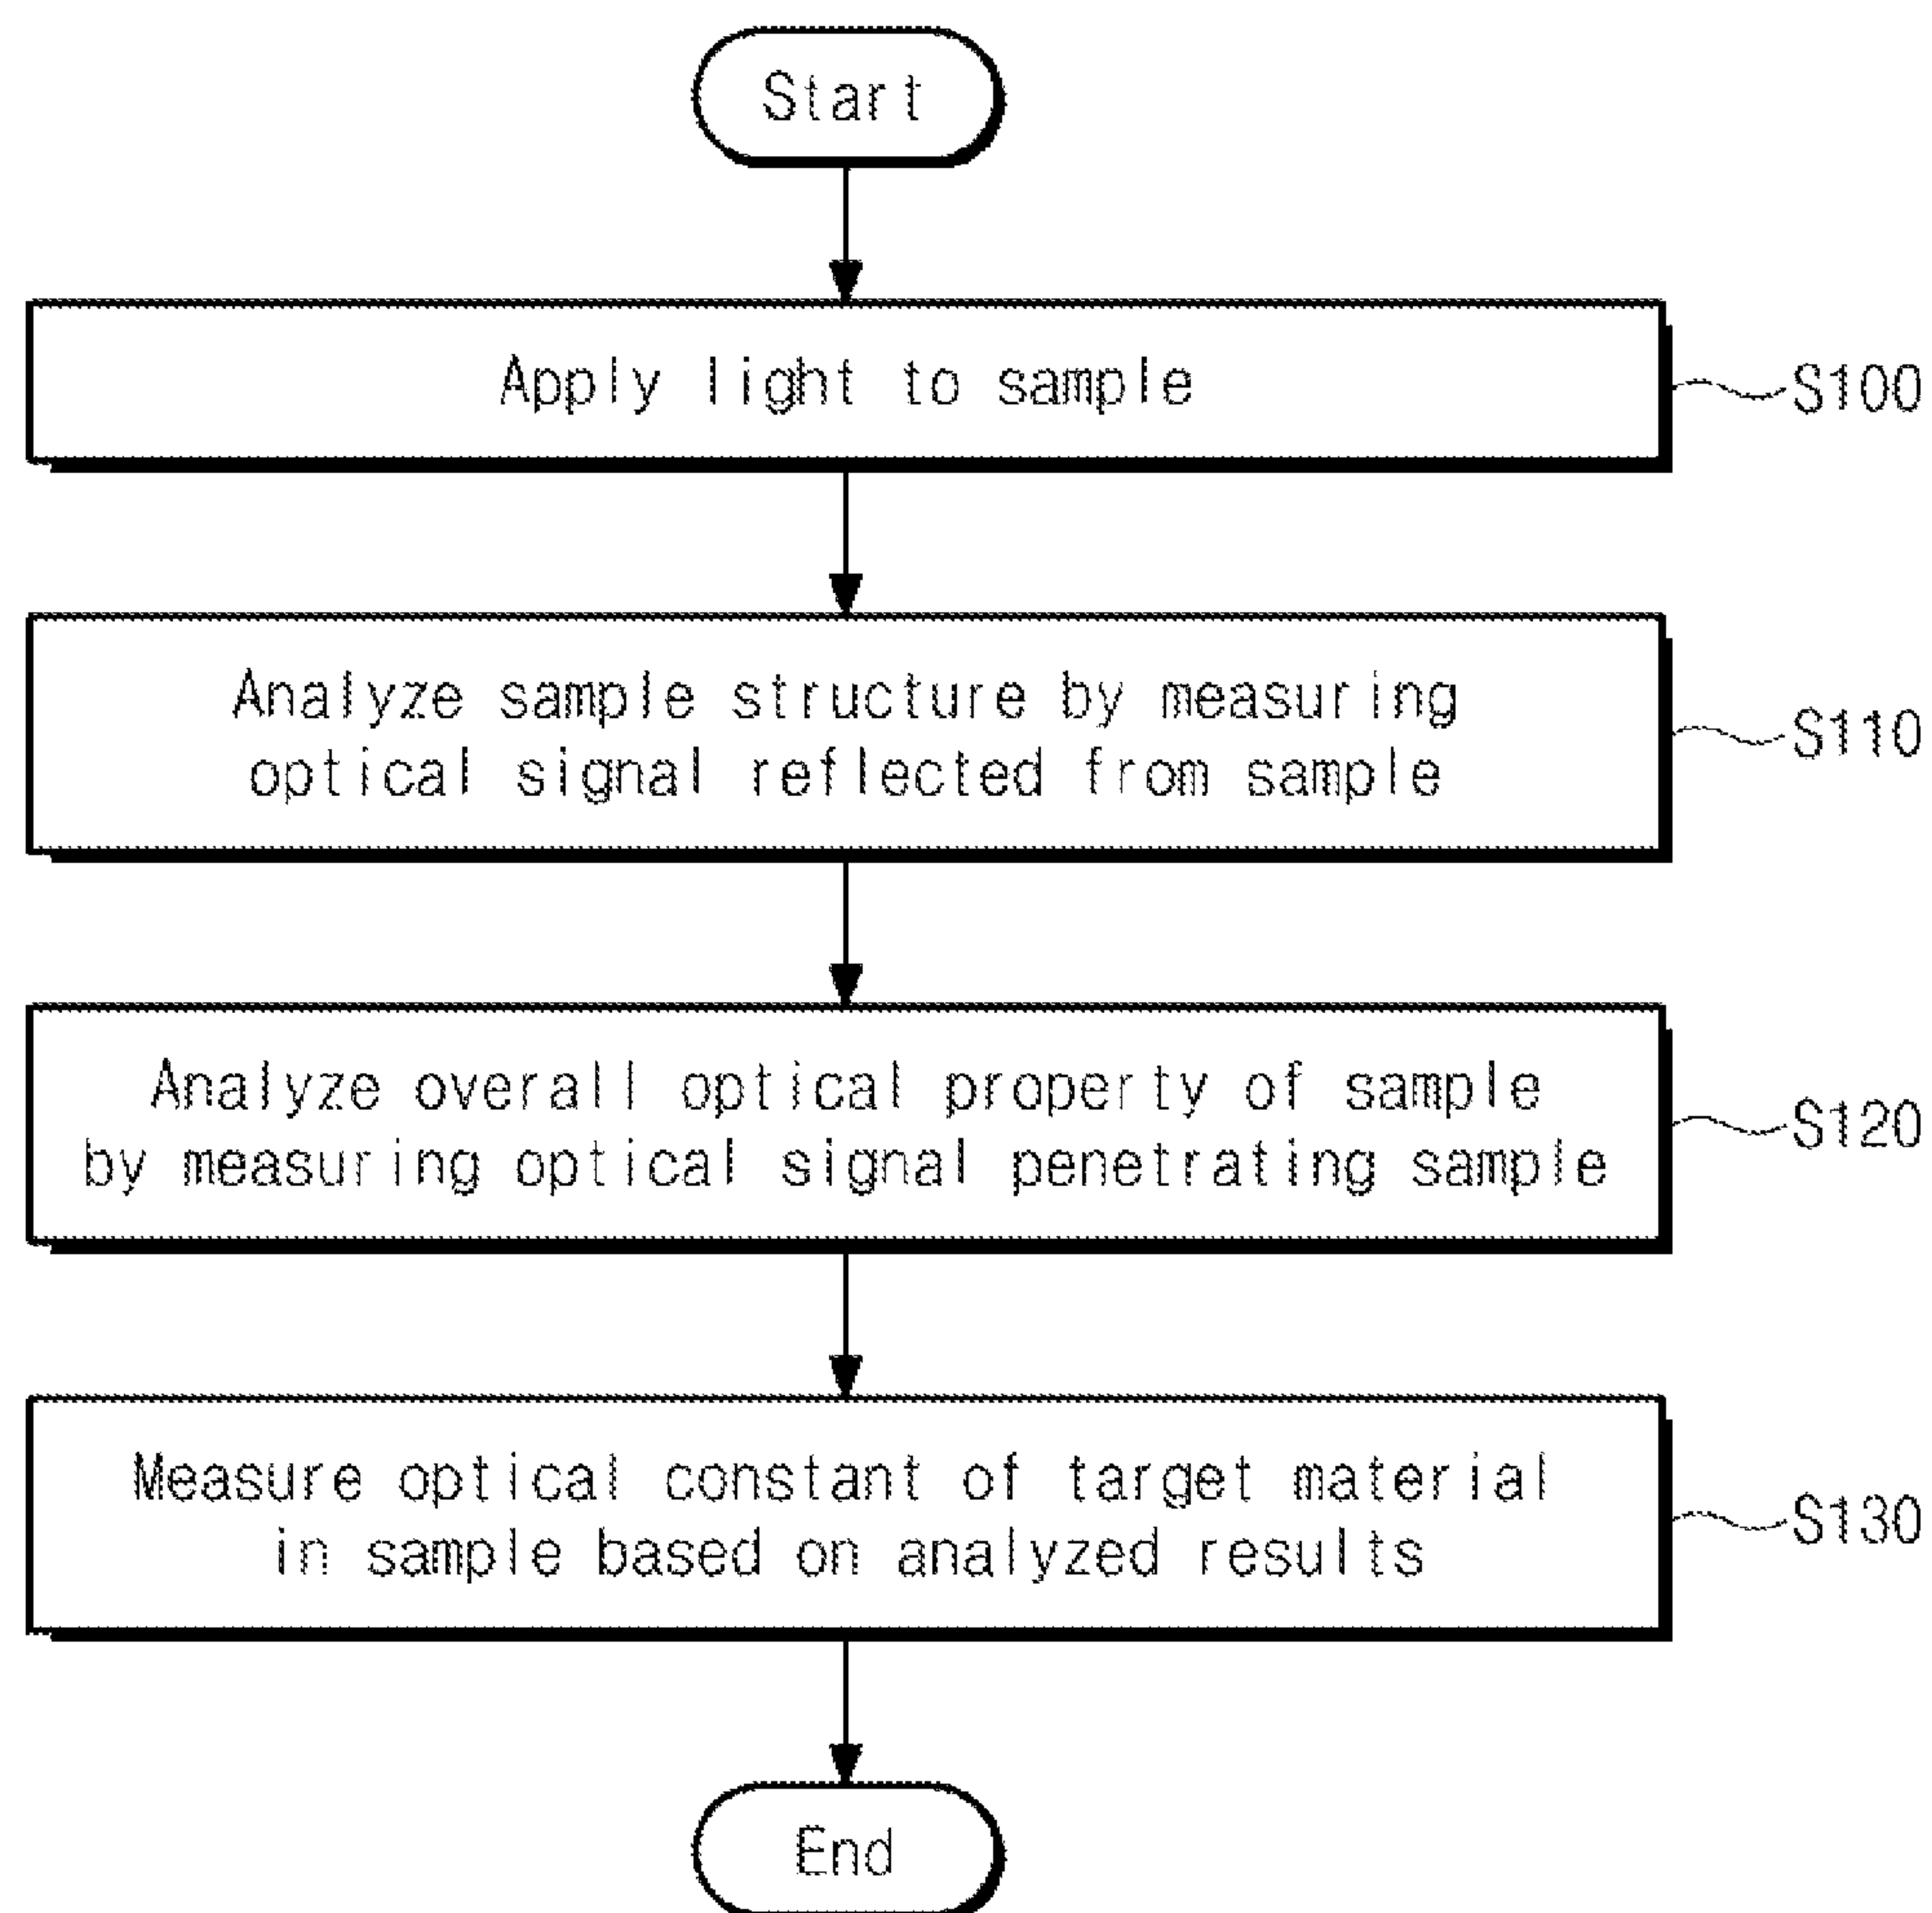 Start
Apply light to sample
S100
Analyze sample structure by measuring
optical signal reflected from sample
S110
Analyze overall optical property of sample
by measuring optical signal penetrating sample
S120
Measure optical constant of target material
in sample based on analyzed results
S130
End